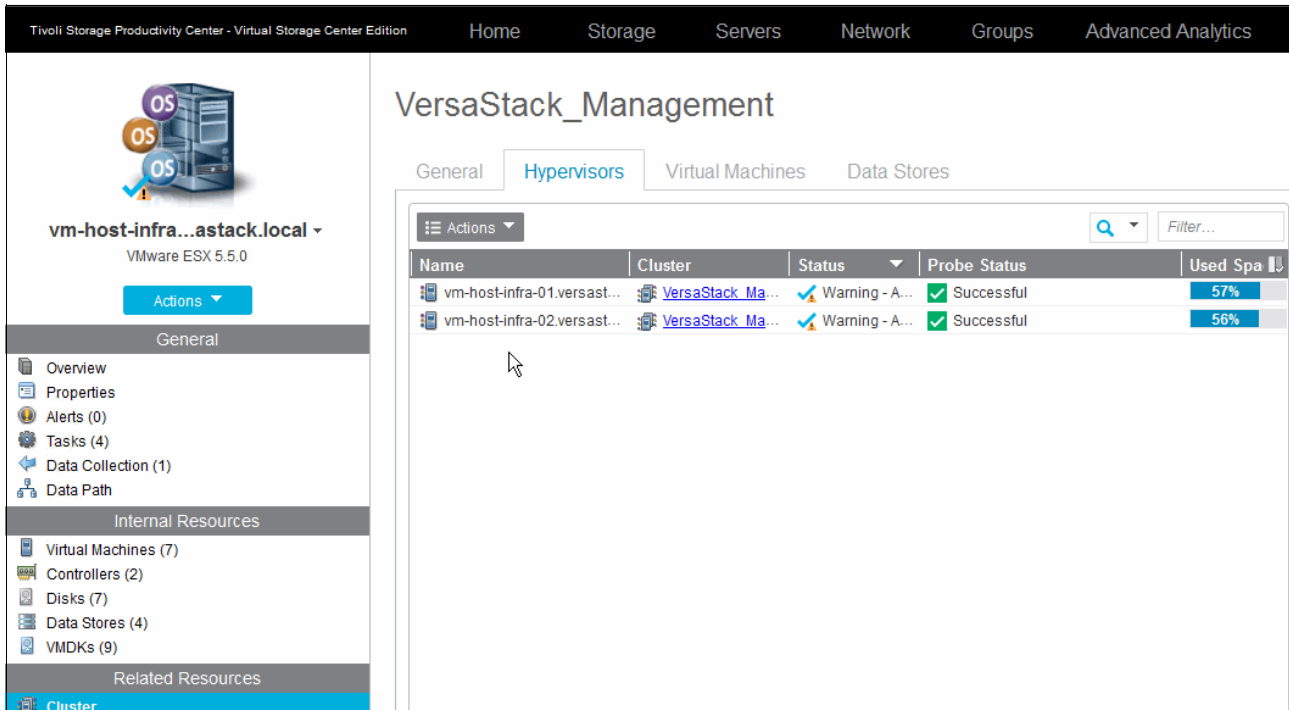 Tivoli Storage Productivity Center - Virtual Storage Center Edition Home Storage Servers Network Groups Advanced Analytics
OS
OS
OS
vm-host-infra...astack.local
VMware ESX 5.5.0
Actions
General
Overview
Properties
Alerts (0)
Tasks (4)
Data Collection (1)
Data Path
Internal Resources
Virtual Machines (7)
Controllers (2)
Disks (7)
Data Stores (4)
VMDKs (9)
Related Resources
Cluster
VersaStack_Management
General Hypervisors Virtual Machines Data Stores
Actions Filter...
Name Cluster Status Probe Status Used Spa
vm-host-infra-01.versast... VersaStack_Ma... Warning - A... Successful 57%
vm-host-infra-02.versast... VersaStack_Ma... Warning - A... Successful 56%